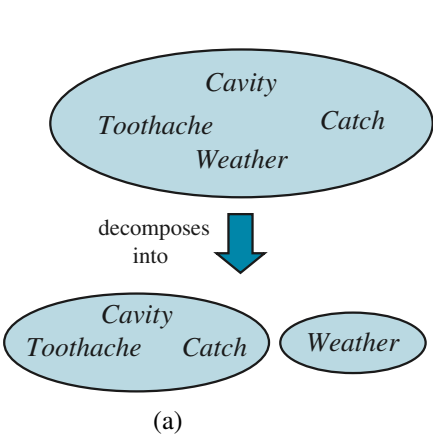 Cavity
Toothache Catch
Weather
decomposes
into
Cavity
Toothache Catch
Weather
(a)